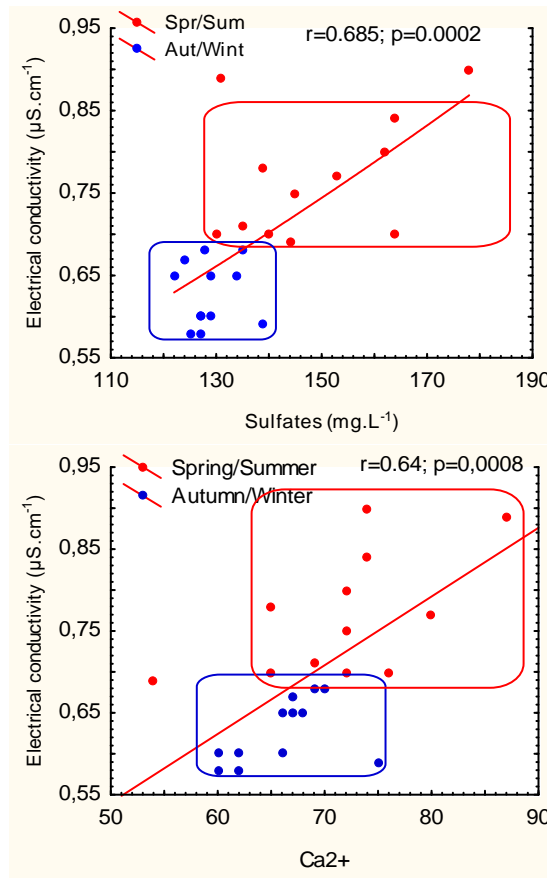 Spr/Sum
Aut/Wint
r=0.685; p=0.0002
Electrical conductivity (µS.cm⁻¹)
0,95
0,85
0,75
0,65
0,55
110 130 150 170 190
Sulfates (mg.L⁻¹)
Spring/Summer
Autumn/Winter
r=0.64; p=0,0008
Electrical conductivity (µS.cm⁻¹)
0,95
0,85
0,75
0,65
0,55
50 60 70 80 90
Ca2+